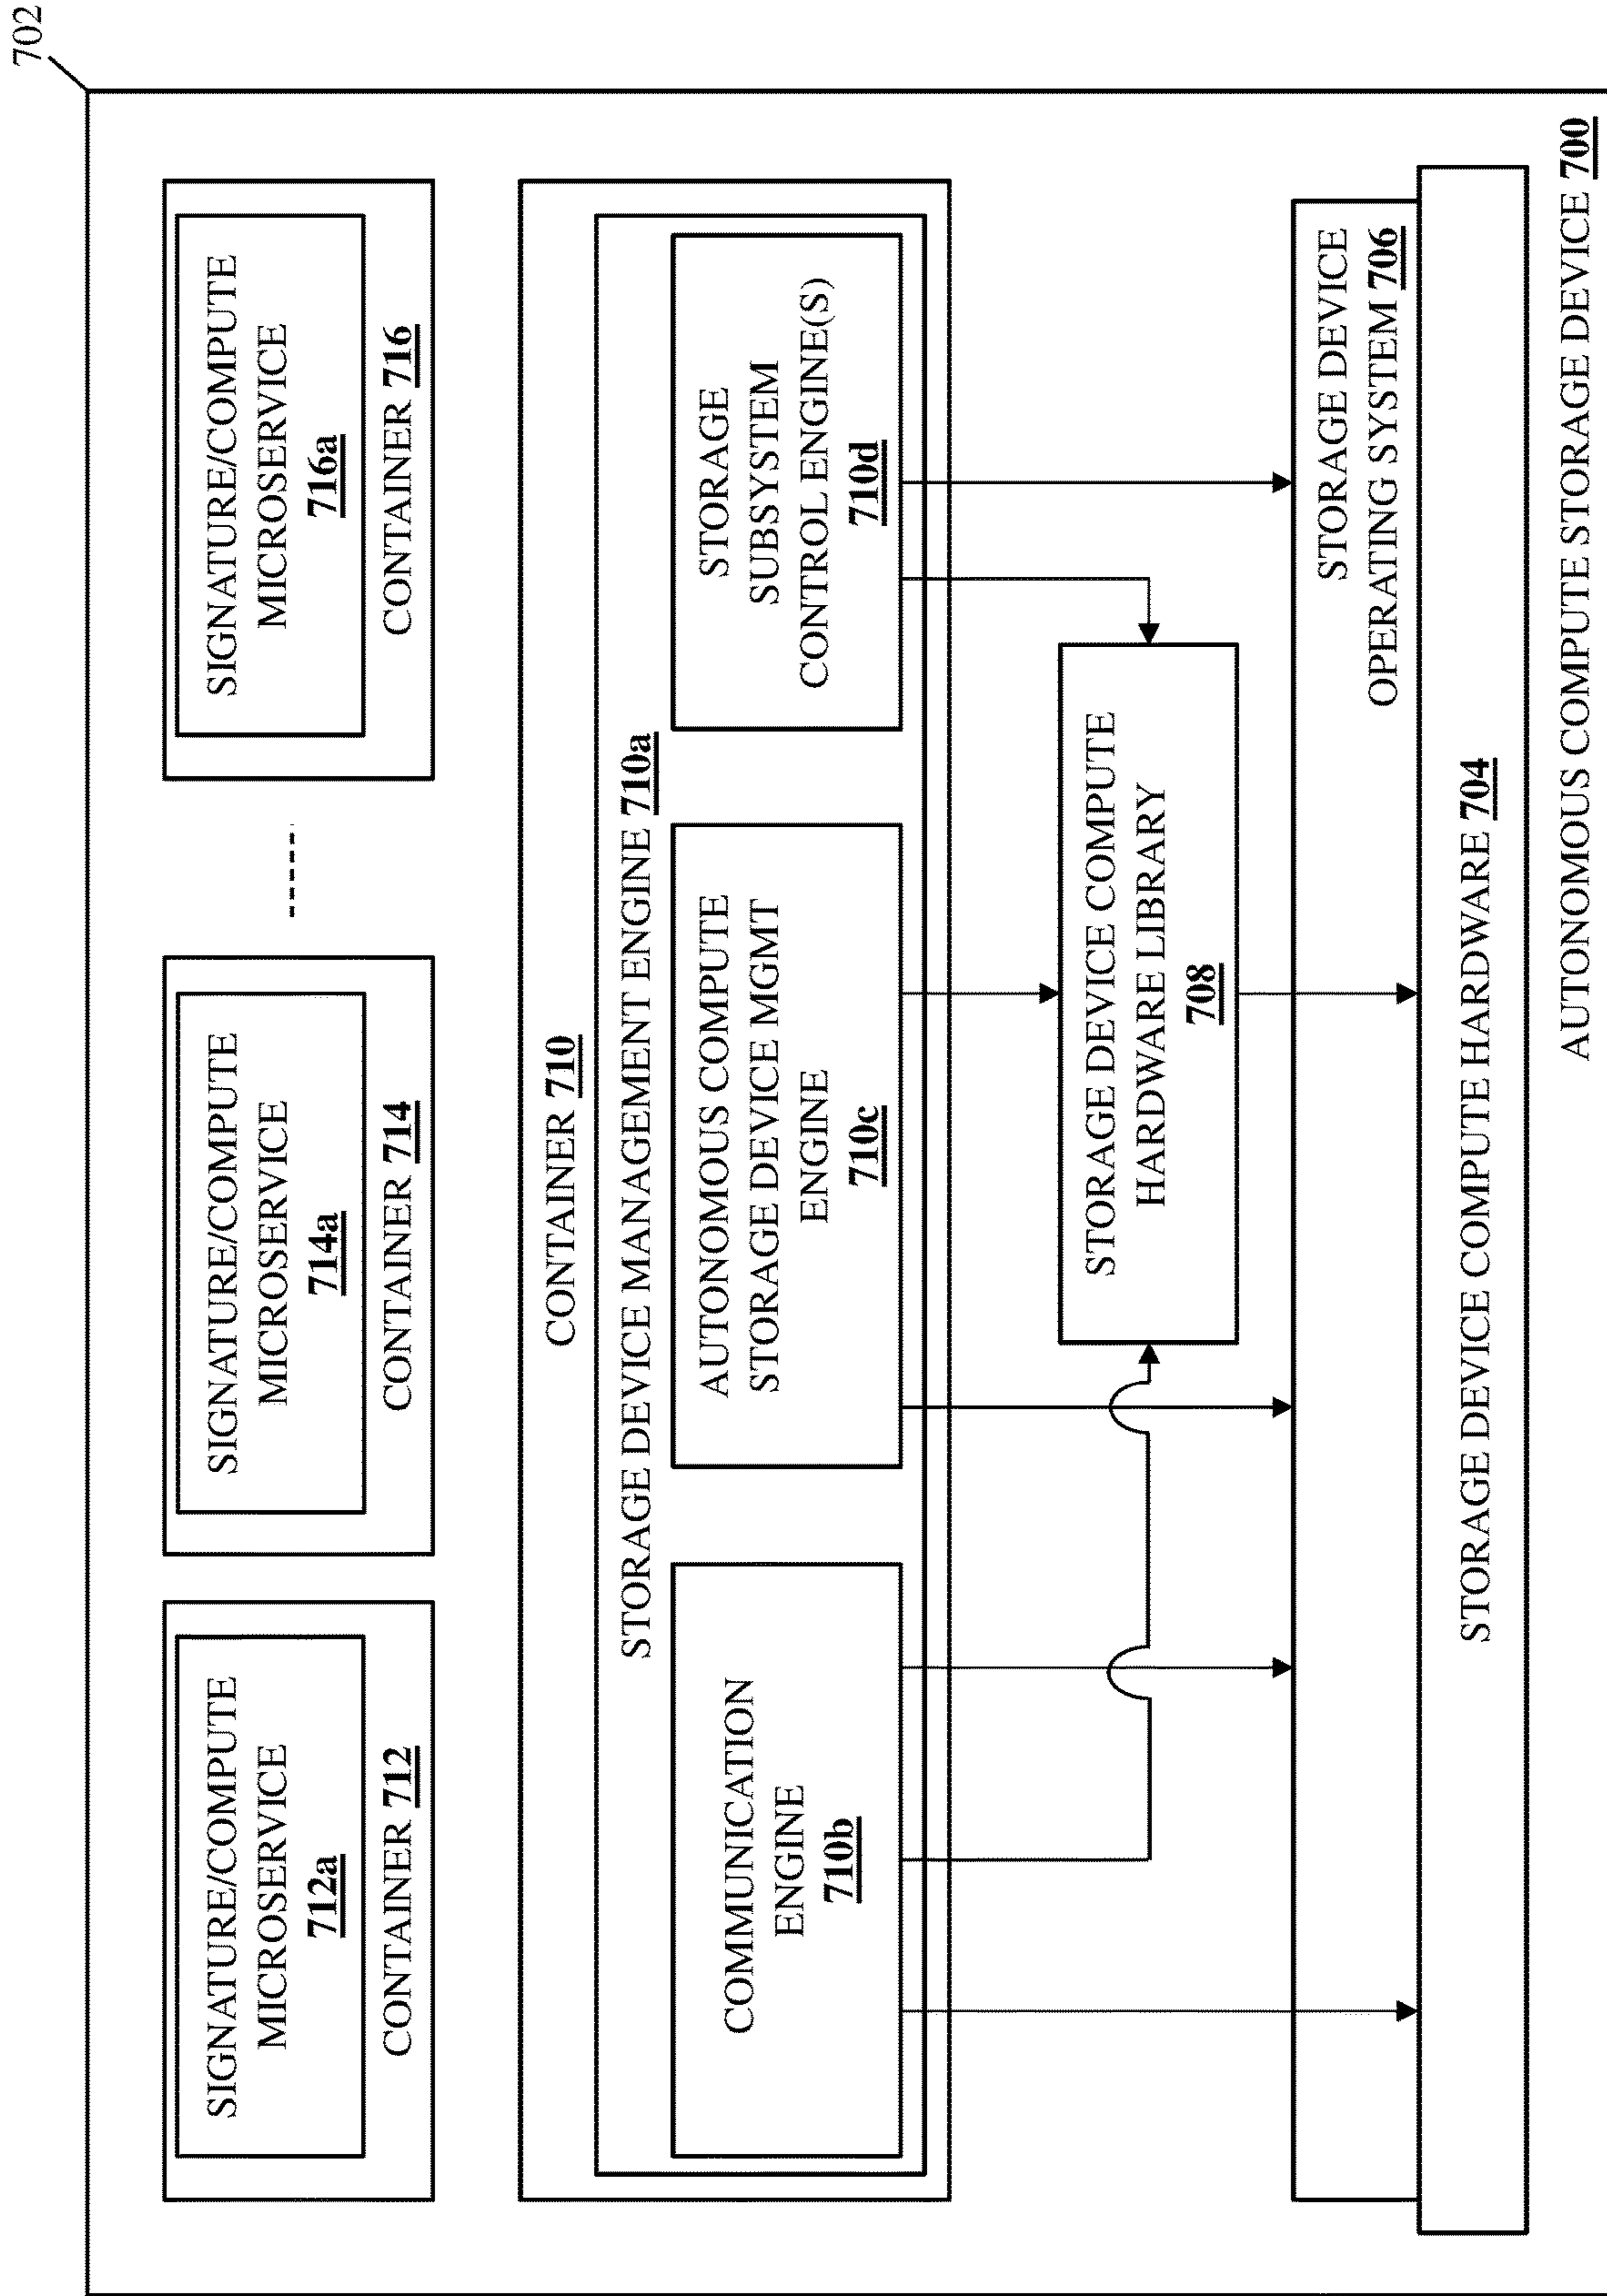 702
SIGNATURE/COMPUTE
MICROSERVICE
712a
CONTAINER 712
SIGNATURE/COMPUTE
MICROSERVICE
714a
CONTAINER 714
SIGNATURE/COMPUTE
MICROSERVICE
716a
CONTAINER 716
CONTAINER 710
STORAGE DEVICE MANAGEMENT ENGINE 710a
COMMUNICATION
ENGINE
710b
AUTONOMOUS COMPUTE
STORAGE DEVICE MGMT
ENGINE
710c
STORAGE
SUBSYSTEM
CONTROL ENGINE(S)
710d
STORAGE DEVICE COMPUTE
HARDWARE LIBRARY
708
STORAGE DEVICE
OPERATING SYSTEM 706
STORAGE DEVICE COMPUTE HARDWARE 704
AUTONOMOUS COMPUTE STORAGE DEVICE 700